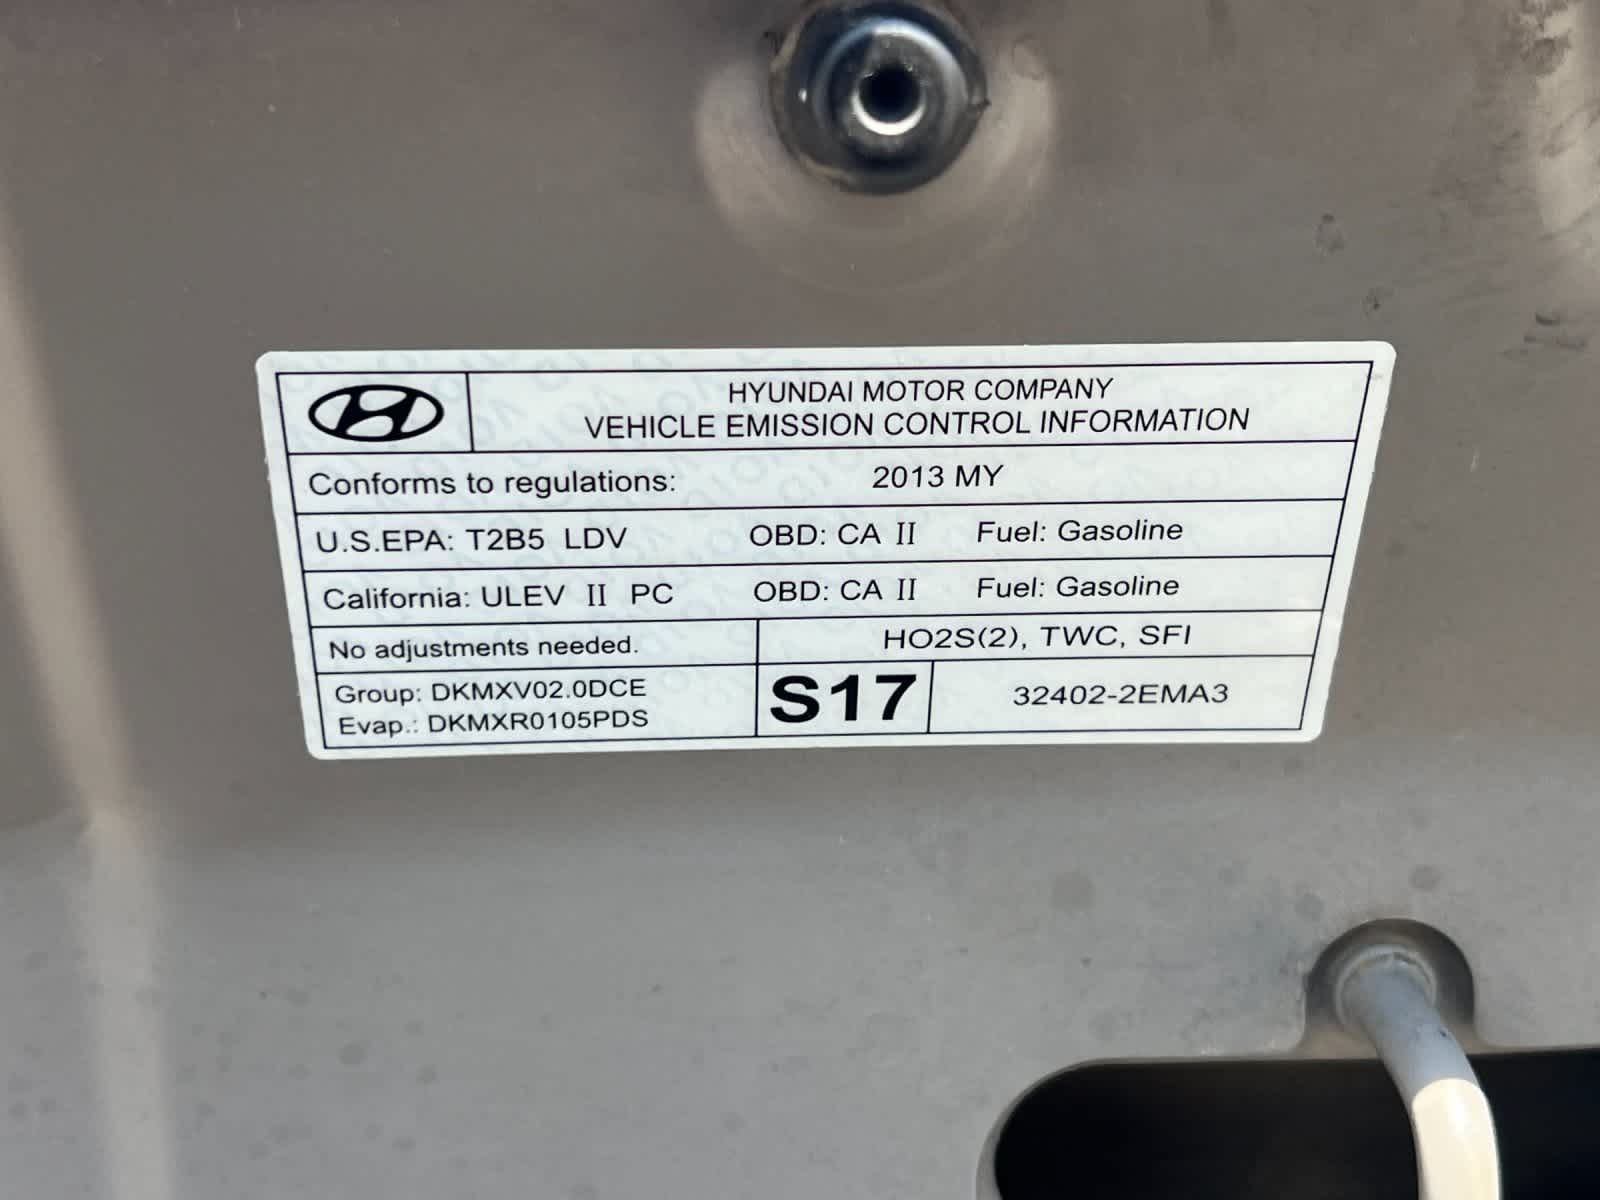 HYUNDAI MOTOR COMPANY
VEHICLE EMISSION CONTROL INFORMATION
Conforms to regulations: 2013 MY
U.S.EPA: T2B5 LDV OBD: CA II Fuel: Gasoline
California: ULEV II PC OBD: CA II Fuel: Gasoline
No adjustments needed. HO2S(2), TWC, SFI
Group: DKMXV02.0DCE
Evap.: DKMXR0105PDS
S17
32402-2EMA3